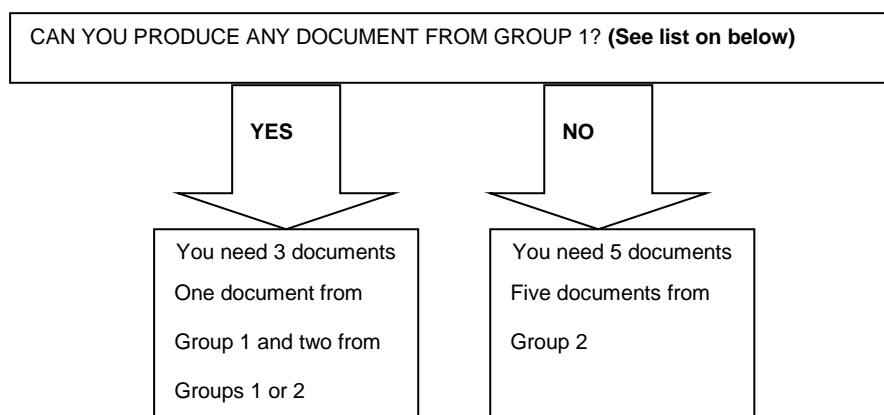 CAN YOU PRODUCE ANY DOCUMENT FROM GROUP 1? (See list on below)
YES
NO
You need 3 documents
One document from
Group 1 and two from
Groups 1 or 2
You need 5 documents
Five documents from
Group 2